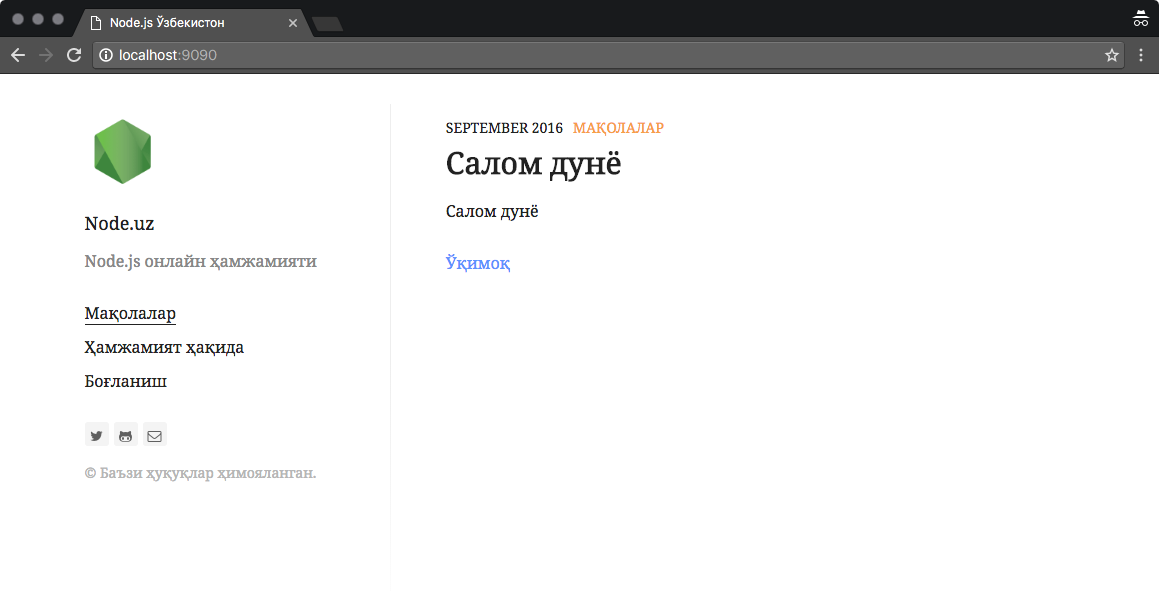 Node.js Ўзбекистон
localhost:9090
Node.uz
Node.js онлайн ҳамжамияти
Мақолалар
Ҳамжамият ҳақида
Боғланиш
© Баъзи ҳуқуқлар ҳимояланган.
SEPTEMBER 2016 МАҚОЛАЛАР
Салом дунё
Салом дунё
Ўқимоқ